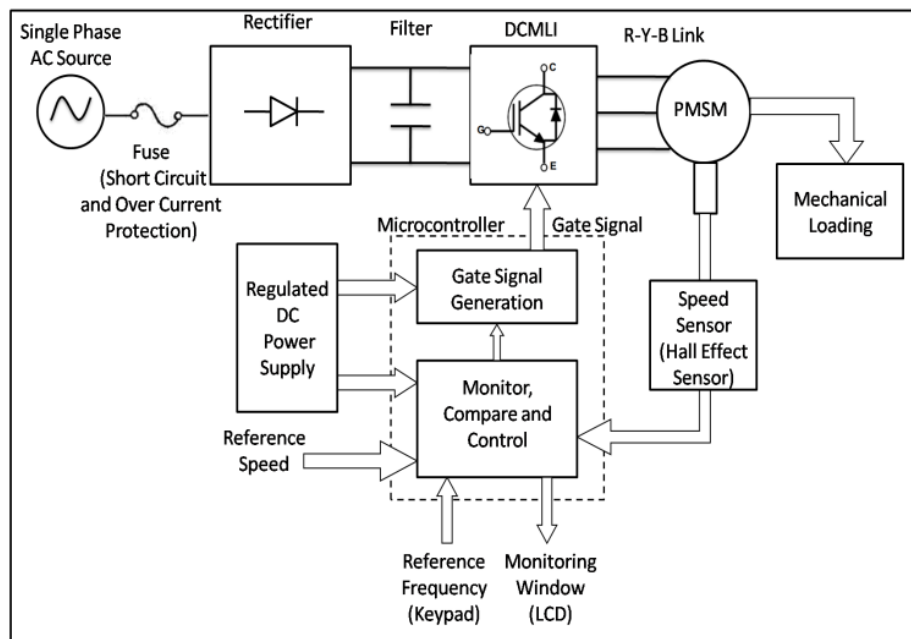 Single Phase
AC Source
Rectifier
Filter
DCMLI
R-Y-B Link
C
G
E
PMSM
Fuse
(Short Circuit
and Over Current
Protection)
Mechanical
Loading
Microcontroller
Gate Signal
Regulated
DC
Power
Supply
Gate Signal
Generation
Speed
Sensor
(Hall Effect
Sensor)
Monitor,
Compare and
Control
Reference
Speed
Reference
Frequency
(Keypad)
Monitoring
Window
(LCD)